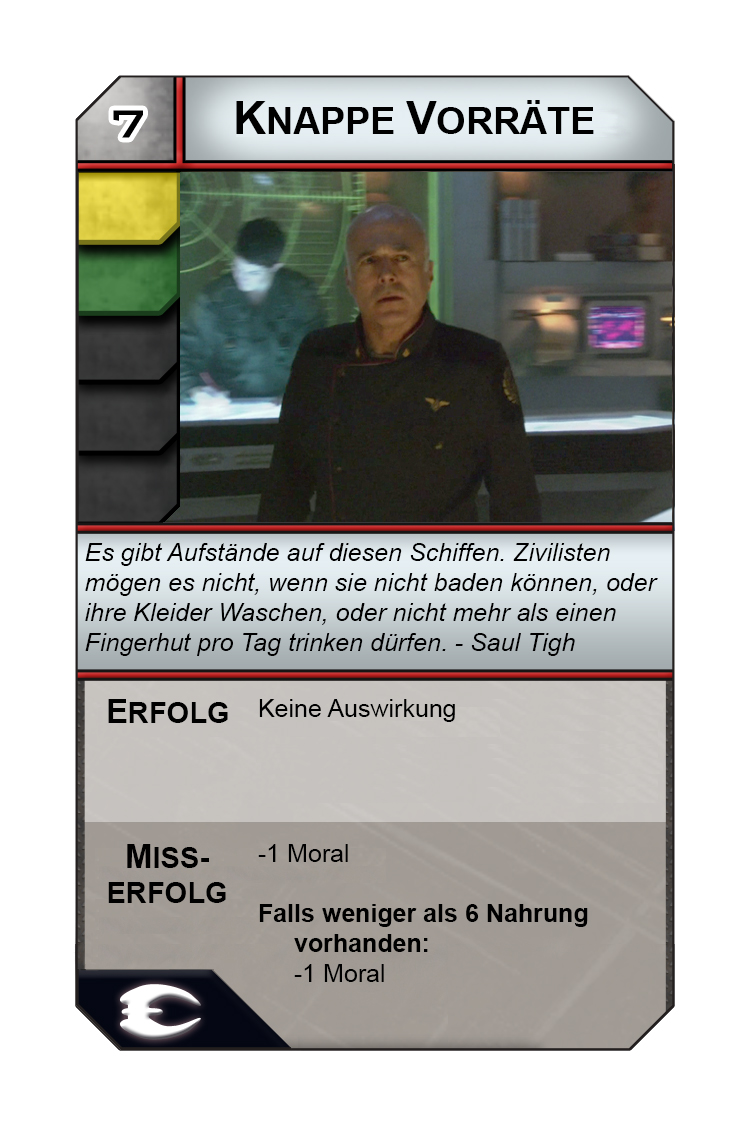 7
KNAPPE VORRÄTE
Es gibt Aufstände auf diesen Schiffen. Zivilisten
mögen es nicht, wenn sie nicht baden können, oder
ihre Kleider Waschen, oder nicht mehr als einen
Fingerhut pro Tag trinken dürfen. - Saul Tigh
ERFOLG
Keine Auswirkung
MISS-
ERFOLG
-1 Moral
Falls weniger als 6 Nahrung
vorhanden:
-1 Moral